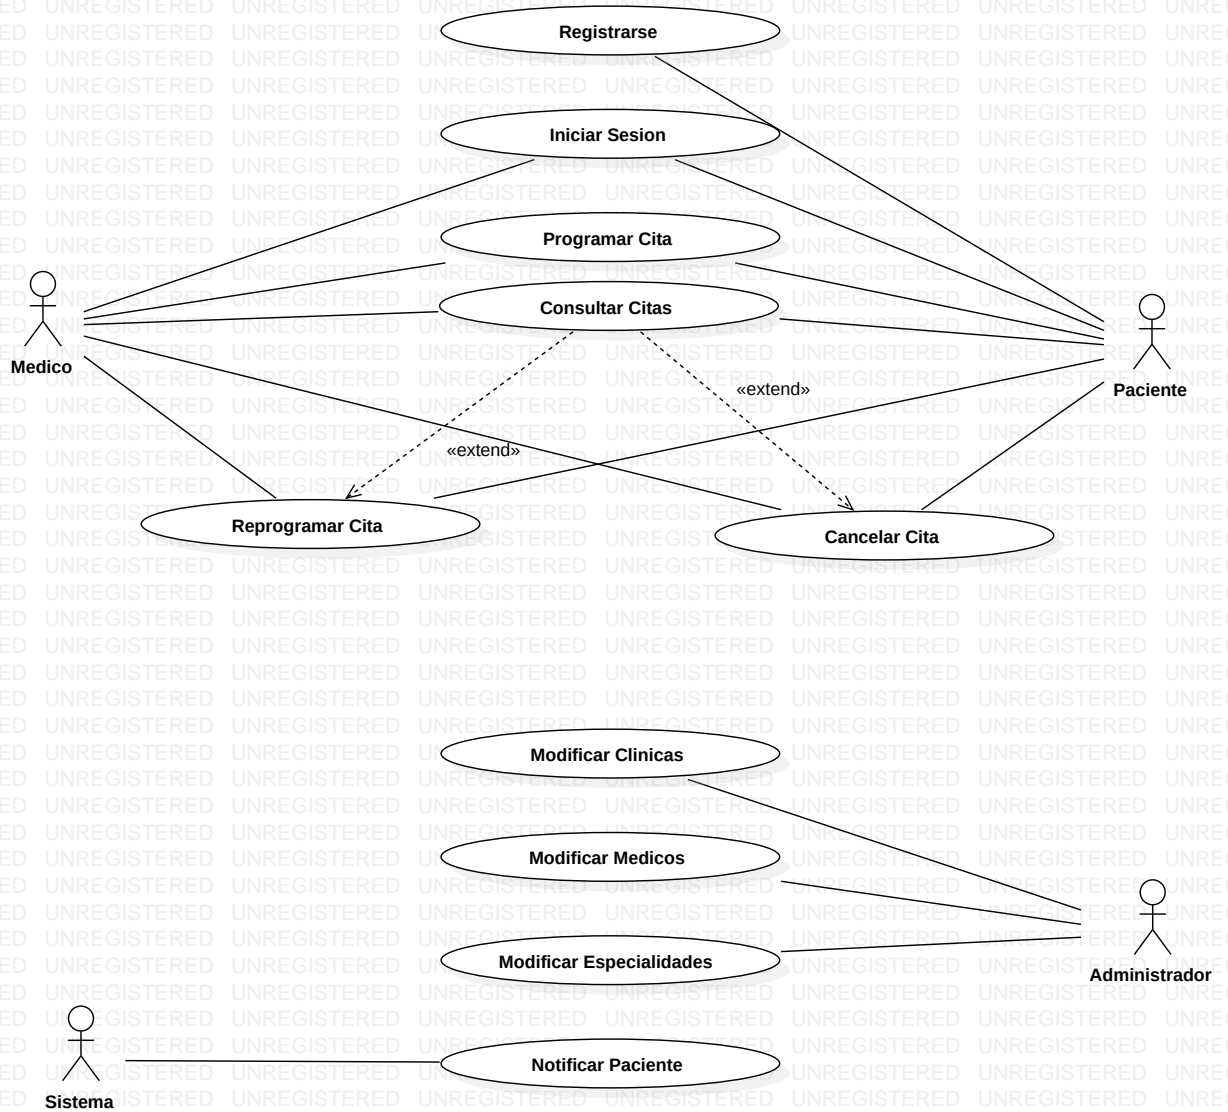 Registrarse
Iniciar Sesion
Programar Cita
Consultar Citas
Medico
Paciente
«extend»
«extend»
Reprogramar Cita
Cancelar Cita
Modificar Clinicas
Modificar Medicos
Modificar Especialidades
Administrador
Notificar Paciente
Sistema
UNREGISTERED